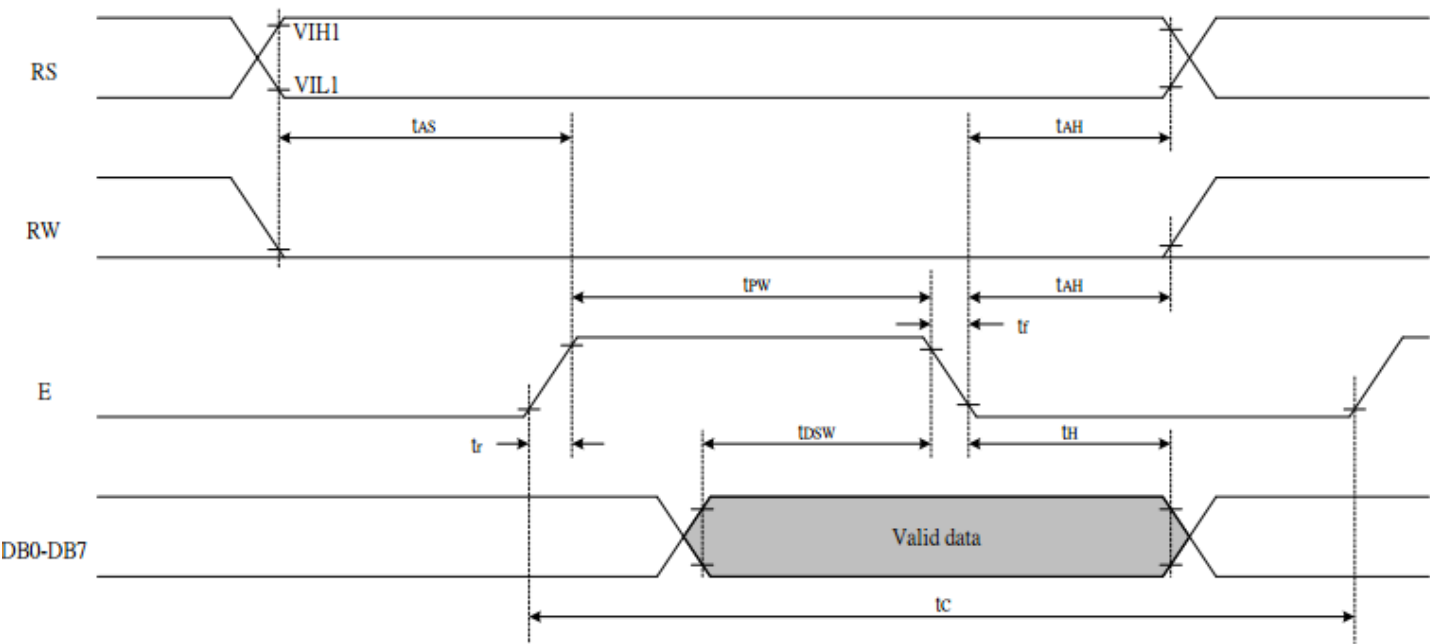 VIH1
RS
VIL1
tAS tAH
RW
tPW tAH
tf
E
tr tDSW tH
Valid data
DB0-DB7
tC